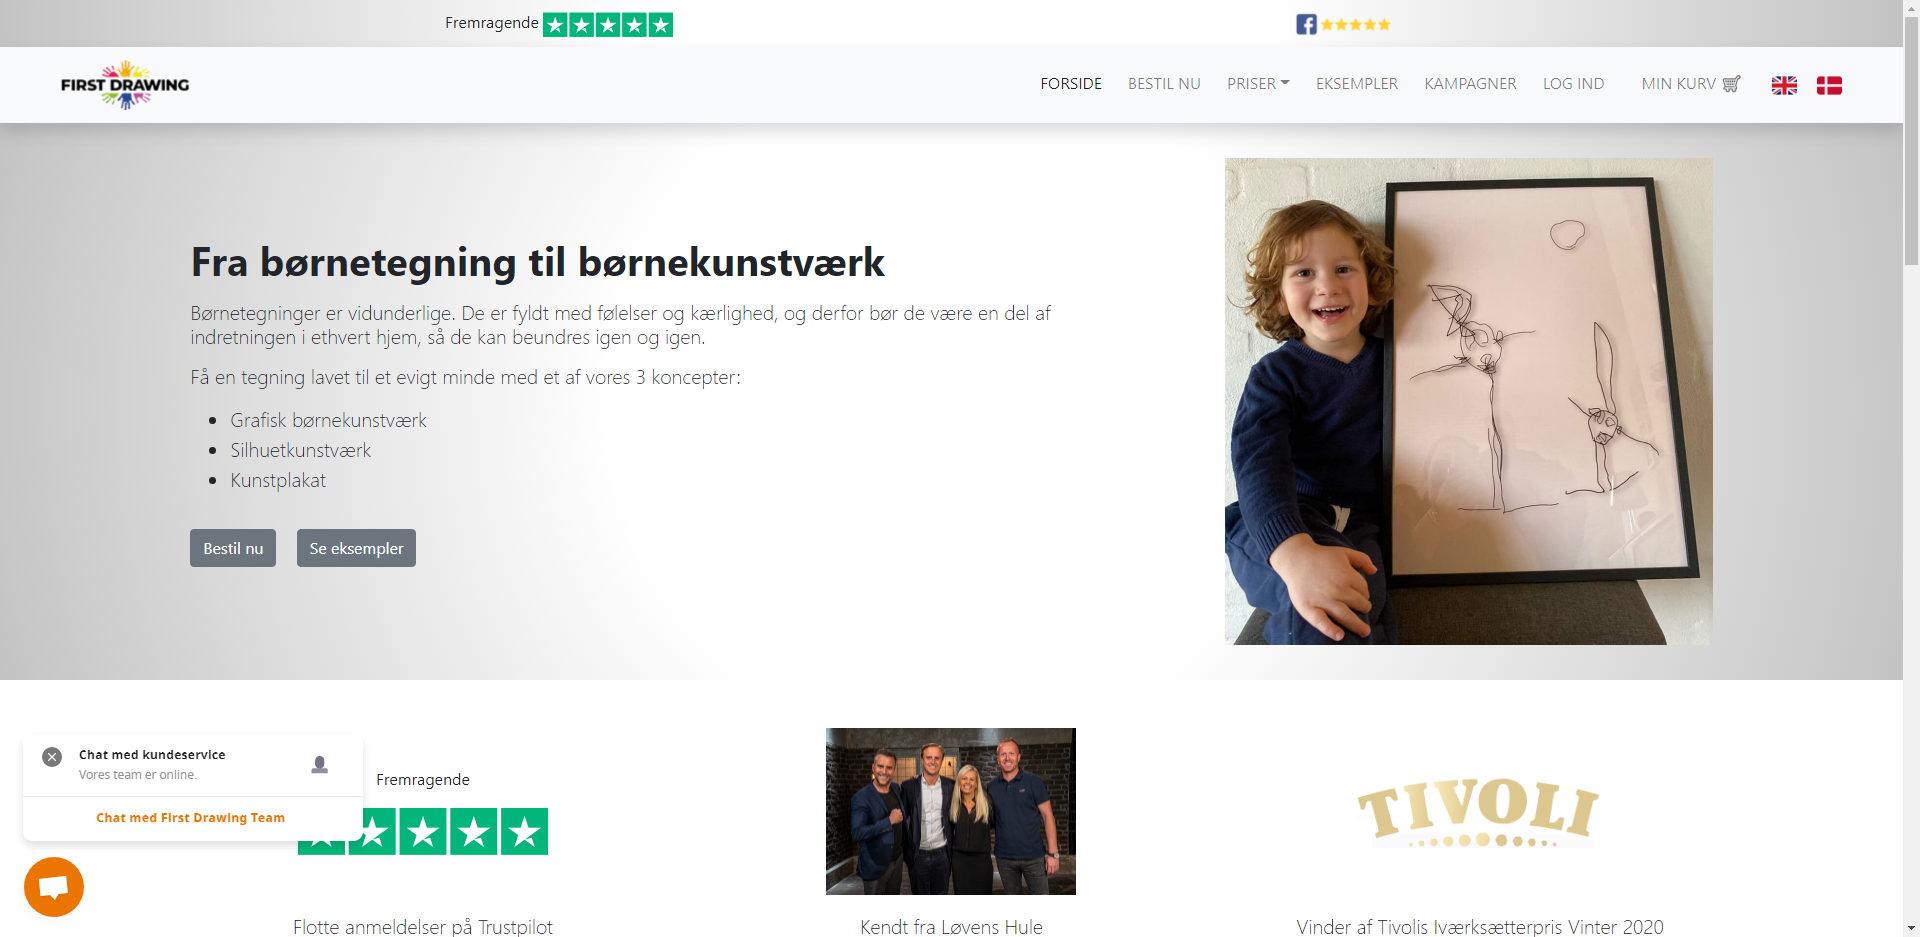 Fremragende
FIRST DRAWING
FORSIDE
BESTIL NU
PRISER
EKSEMPLER
KAMPAGNER
LOG IND
MIN KURV
Fra børnetegning til børnekunstværk
Børnetegninger er vidunderlige. De er fyldt med følelser og kærlighed, og derfor bør de være en del af
indretningen i ethvert hjem, så de kan beundres igen og igen.
Få en tegning lavet til et evigt minde med et af vores 3 koncepter:
Grafisk børnekunstværk
Silhuetkunstværk
Kunstplakat
Bestil nu
Se eksempler
Chat med kundeservice
Vores team er online.
Chat med First Drawing Team
Fremragende
Flotte anmeldelser på Trustpilot
Kendt fra Løvens Hule
TIVOLI
Vinder af Tivolis Iværksætterpris Vinter 2020